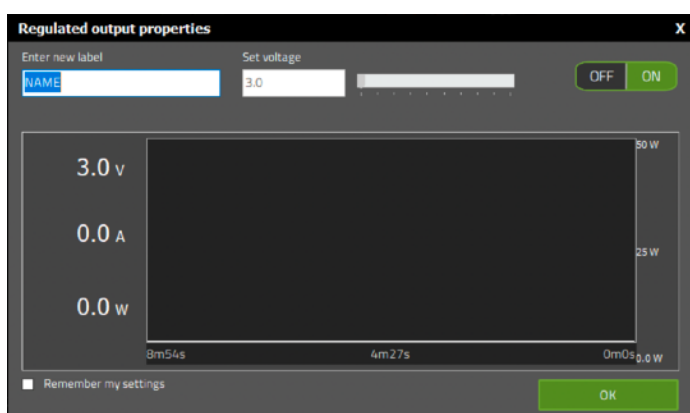 Regulated output properties X
Enter new label Set voltage
NAME 3.0 OFF ON
50 W
3.0 V
0.0 A
25 W
0.0 W
8m54s 4m27s 0m0s 0.0 W
Remember my settings
OK